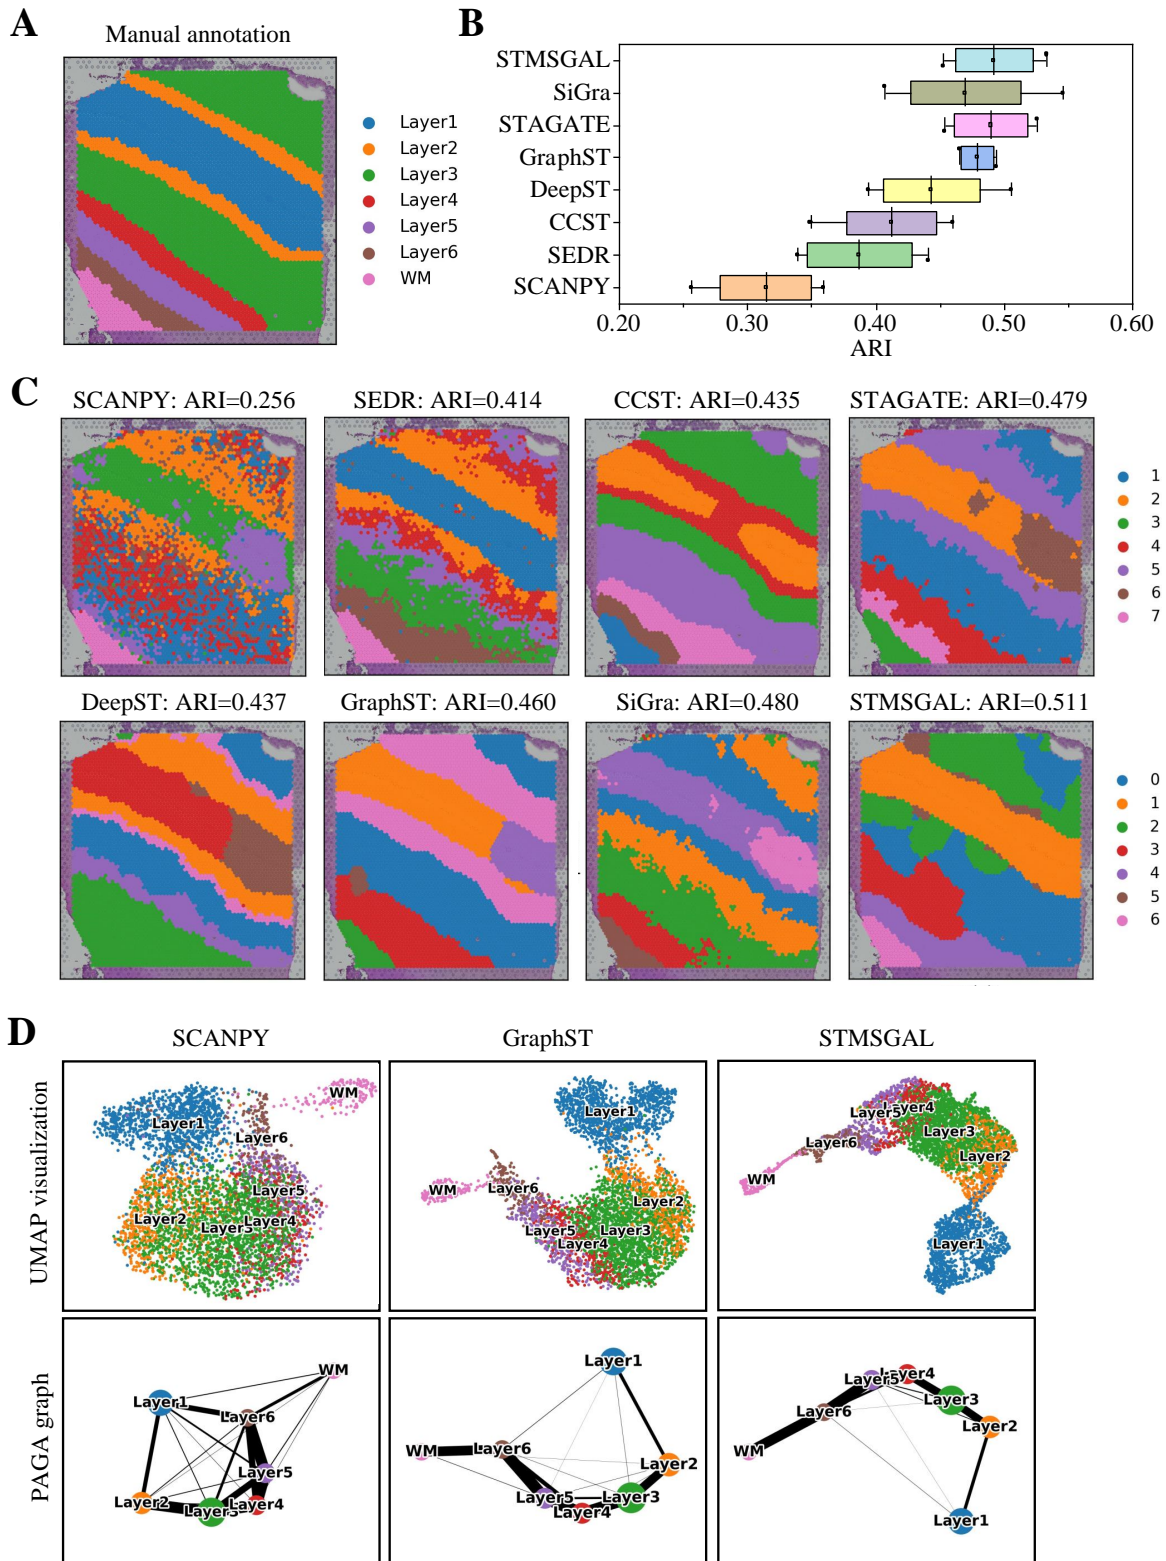 A
Manual annotation
Layer1
Layer2
Layer3
Layer4
Layer5
Layer6
WM
B
STMSGAL
SiGra
STAGATE
GraphST
DeepST
CCST
SEDR
SCANPY
0.20 0.30 0.40 0.50 0.60
ARI
C
SCANPY: ARI=0.256 SEDR: ARI=0.414 CCST: ARI=0.435 STAGATE: ARI=0.479
1
2
3
4
5
6
7
DeepST: ARI=0.437 GraphST: ARI=0.460 SiGra: ARI=0.480 STMSGAL: ARI=0.511
0
1
2
3
4
5
6
D
SCANPY GraphST STMSGAL
UMAP visualization
WM
Layer1
Layer6
Layer5
Layer2
Layer3
Layer4
Layer1
WM
Layer6
Layer2
Layer5
Layer3
Layer4
Layer5
Layer4
Layer3
Layer6
Layer2
WM
Layer1
PAGA graph
WM
Layer1
Layer6
Layer5
Layer2
Layer3
Layer4
Layer1
WM
Layer6
Layer2
Layer5
Layer3
Layer4
Layer5
Layer4
Layer3
Layer6
Layer2
WM
Layer1